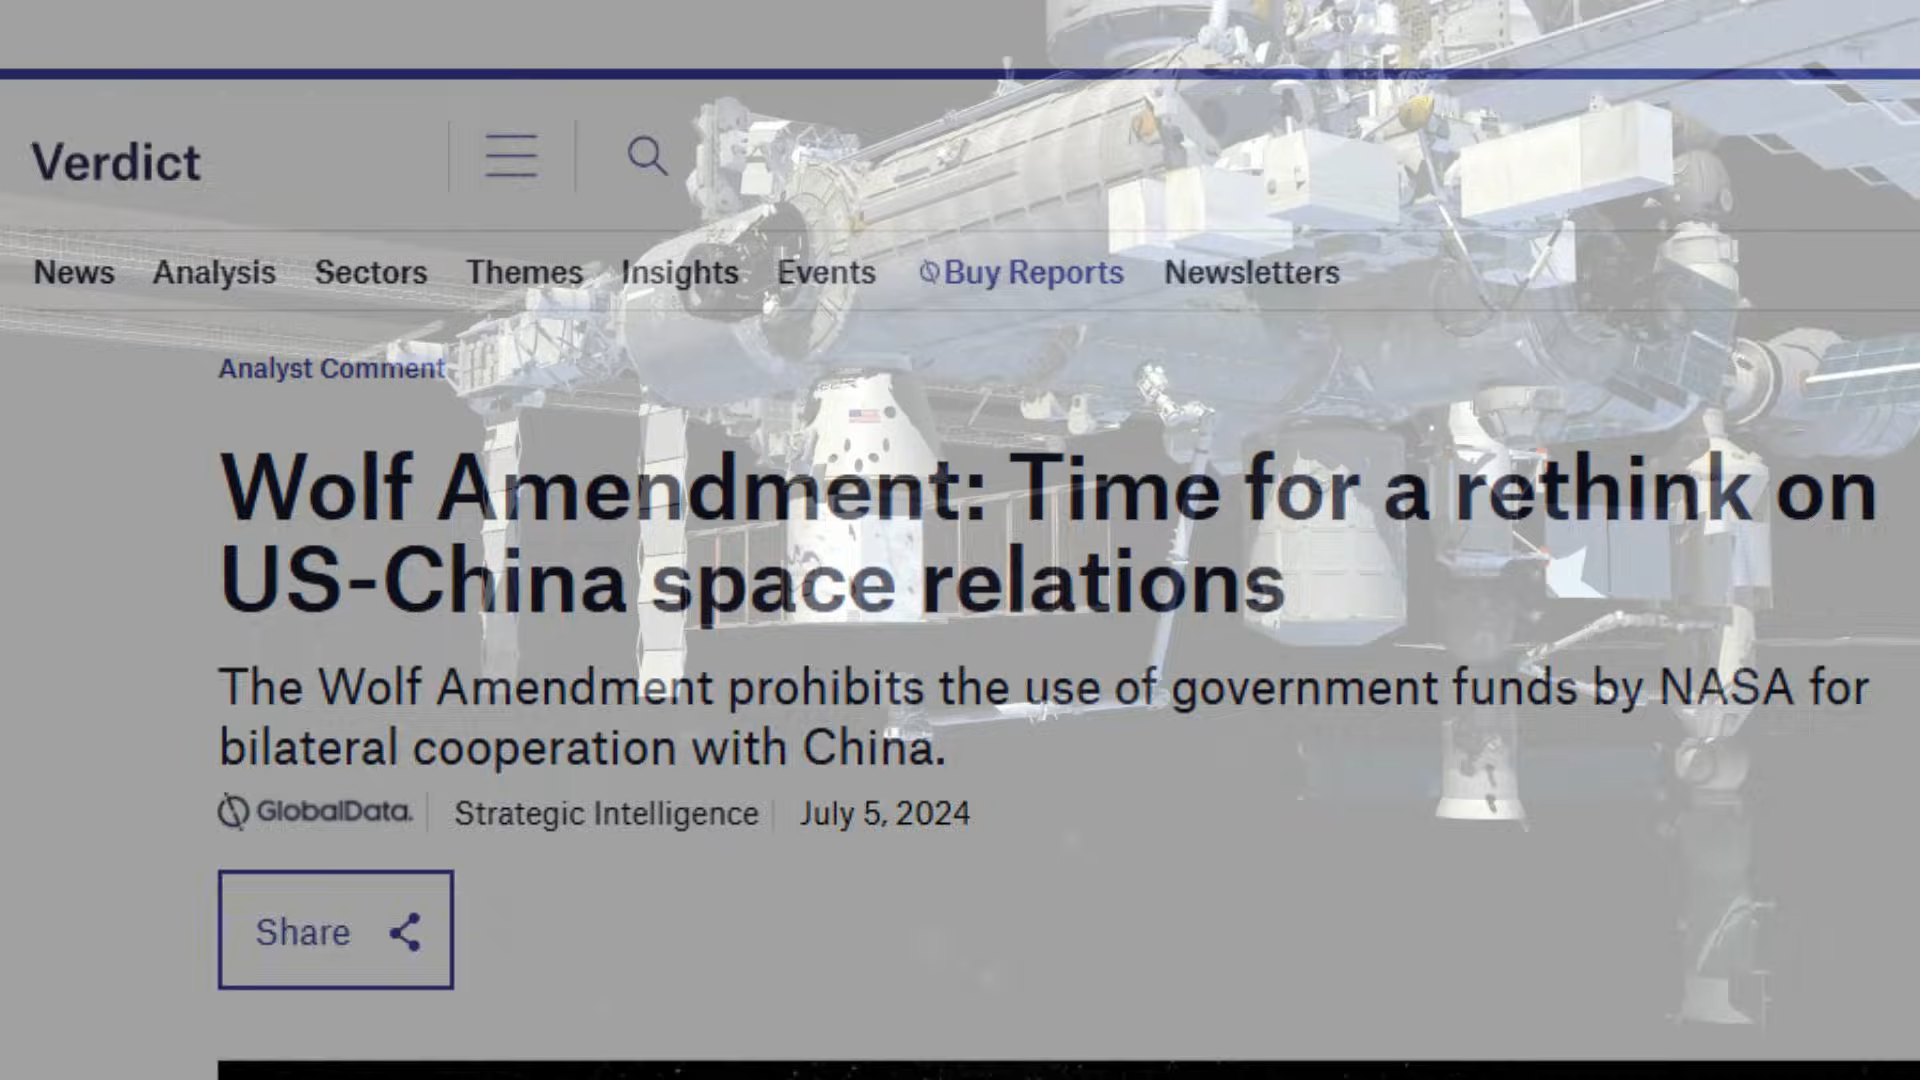 Verdict
News Analysis Sectors Themes Insights Events Buy Reports Newsletters
Analyst Comment
Wolf Amendment: Time for a rethink on
US-China space relations
The Wolf Amendment prohibits the use of government funds by NASA for
bilateral cooperation with China.
GlobalData. Strategic Intelligence July 5, 2024
Share